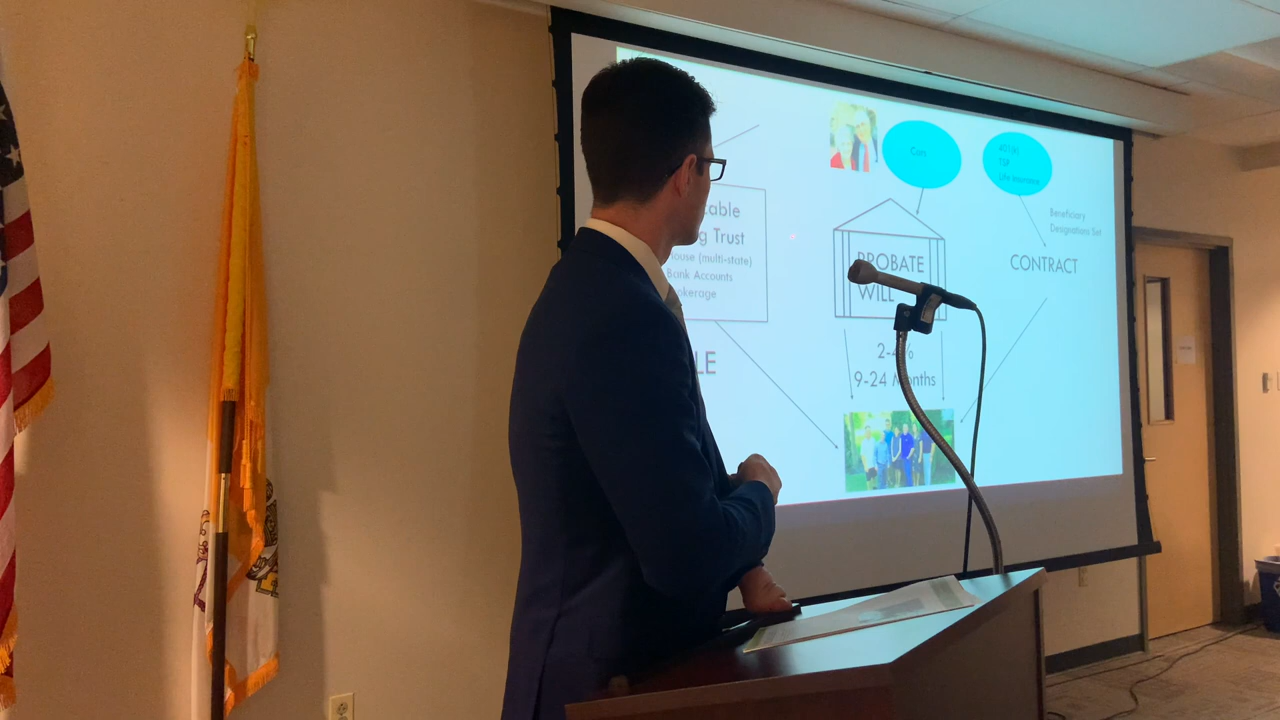 cable
g Trust
House (multi-state)
Bank Accounts
okerage
LE
Cars
PROBATE
WILL
2-4%
9-24 Months
401(k)
TSP
Life Insurance
Beneficiary
Designations Set
CONTRACT